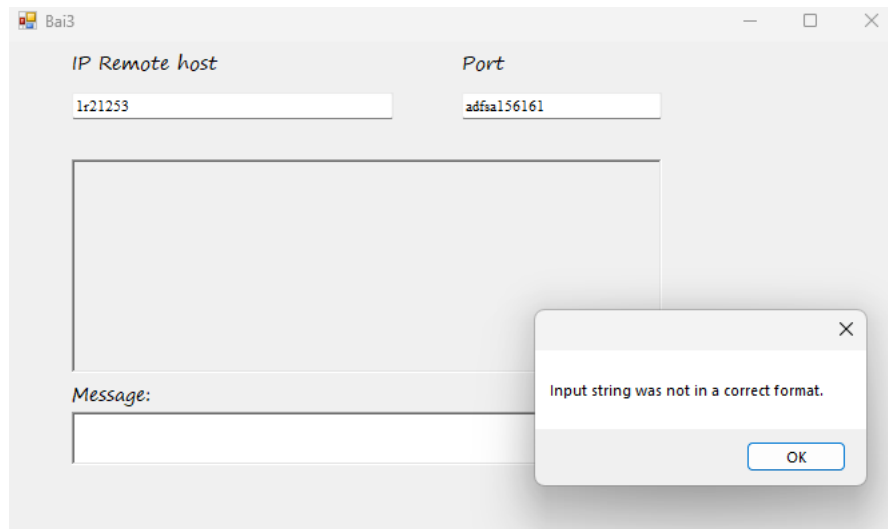 Bai3
IP Remote host Port
1r21253 adfsa156161
Message:
Input string was not in a correct format.
OK